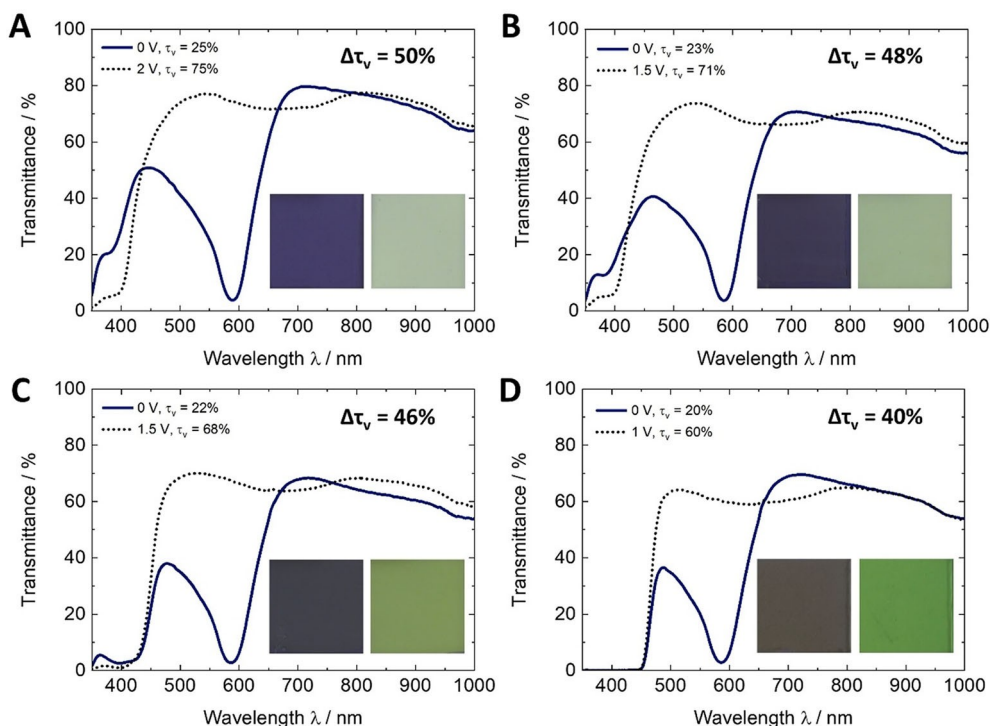 A
0 V, τv = 25%
2 V, τv = 75%
Δτv = 50%
Transmittance / %
100
80
60
40
20
0
400 500 600 700 800 900 1000
Wavelength λ / nm
B
0 V, τv = 23%
1.5 V, τv = 71%
Δτv = 48%
Transmittance / %
100
80
60
40
20
0
400 500 600 700 800 900 1000
Wavelength λ / nm
C
0 V, τv = 22%
1.5 V, τv = 68%
Δτv = 46%
Transmittance / %
100
80
60
40
20
0
400 500 600 700 800 900 1000
Wavelength λ / nm
D
0 V, τv = 20%
1 V, τv = 60%
Δτv = 40%
Transmittance / %
100
80
60
40
20
0
400 500 600 700 800 900 1000
Wavelength λ / nm